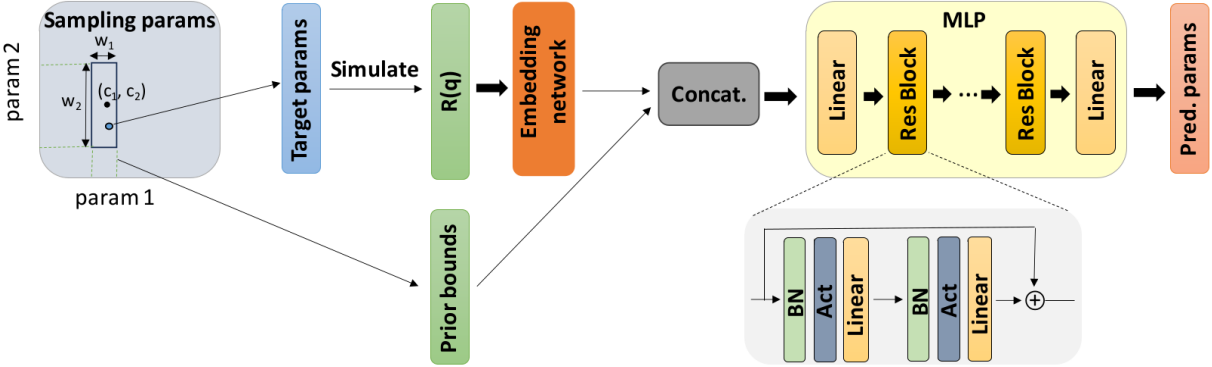 Sampling params
w₁
w₂
(c₁, c₂)
param 2
param 1
Target params
Simulate
R(q)
Embedding
network
Prior bounds
Concat.
MLP
Linear
Res Block
...
Res Block
Linear
Pred. params
BN
Act
Linear
BN
Act
Linear
+